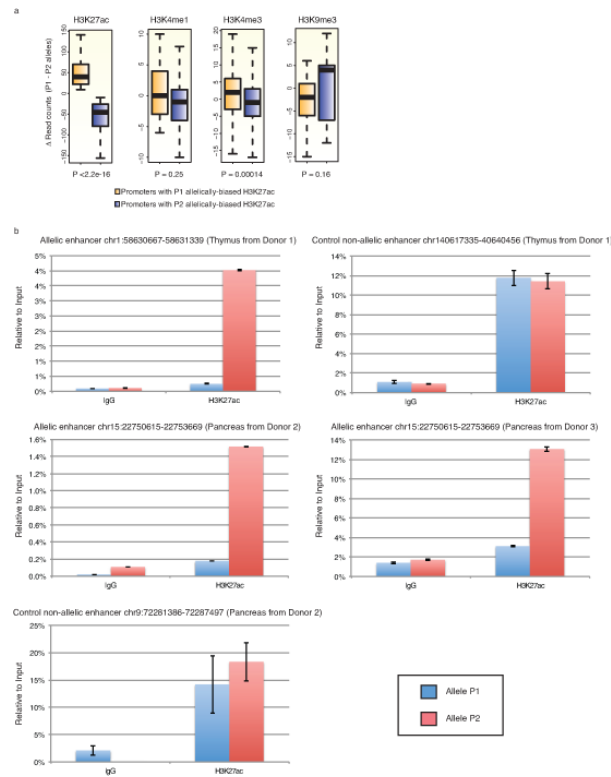 a
H3K27ac H3K4me1 H3K4me3 H3K9me3
Δ Read counts (P1 - P2 alleles)
150 100 50 0 -50 -100 -150
10 5 0 -5 -10
15 10 5 0 -5 -10 -15
10 5 0 -5 -10 -15
P <2.2e-16 P = 0.25 P = 0.00014 P = 0.16
Promoters with P1 allelically-biased H3K27ac
Promoters with P2 allelically-biased H3K27ac
b
Allelic enhancer chr1:58630667-58631339 (Thymus from Donor 1)
Relative to Input
5%
4%
4%
3%
3%
2%
2%
1%
1%
0%
IgG H3K27ac
Control non-allelic enhancer chr140617335-40640456 (Thymus from Donor 1)
Relative to Input
14%
12%
10%
8%
6%
4%
2%
0%
IgG H3K27ac
Allelic enhancer chr15:22750615-22753669 (Pancreas from Donor 2)
Relative to Input
1.6%
1.4%
1.2%
1.0%
0.8%
0.6%
0.4%
0.2%
0.0%
IgG H3K27ac
Allelic enhancer chr15:22750615-22753669 (Pancreas from Donor 3)
Relative to Input
14%
12%
10%
8%
6%
4%
2%
0%
IgG H3K27ac
Control non-allelic enhancer chr9:72261386-72287497 (Pancreas from Donor 2)
Relative to Input
25%
20%
15%
10%
5%
0%
IgG H3K27ac
Allele P1
Allele P2